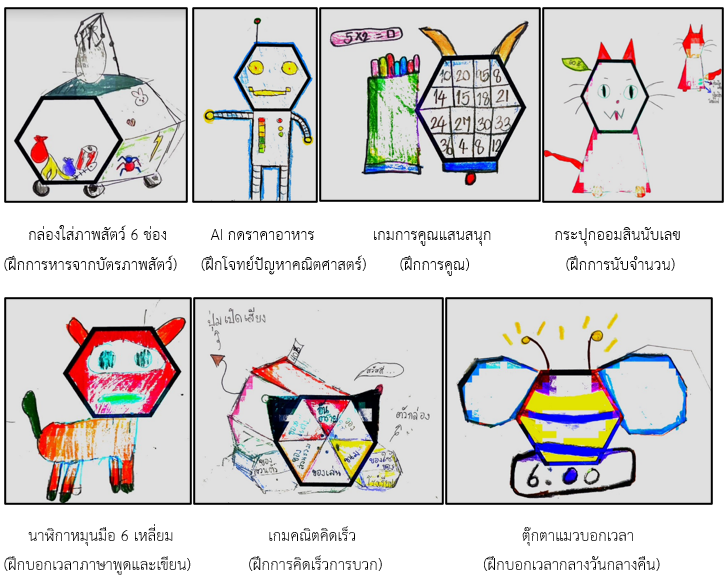 5X2=🗆
10 20 15 8
14 15 18 21
24 27 30 33
36 4 8 12
กล่องใส่ภาพสัตว์ 6 ช่อง
(ฝึกการหารจากบัตรภาพสัตว์)
AI กดราคาอาหาร
(ฝึกโจทย์ปัญหาคณิตศาสตร์)
เกมการคูณแสนสนุก
(ฝึกการคูณ)
กระปุกออมสินนับเลข
(ฝึกการนับจำนวน)
ปุ่มเปิดเสียง
ของเล่น
6.00
นาฬิกาหมุนมือ 6 เหลี่ยม
(ฝึกบอกเวลาภาษาพูดและเขียน)
เกมคณิตคิดเร็ว
(ฝึกการคิดเร็วการบวก)
ตุ๊กตาแมวบอกเวลา
(ฝึกบอกเวลากลางวันกลางคืน)